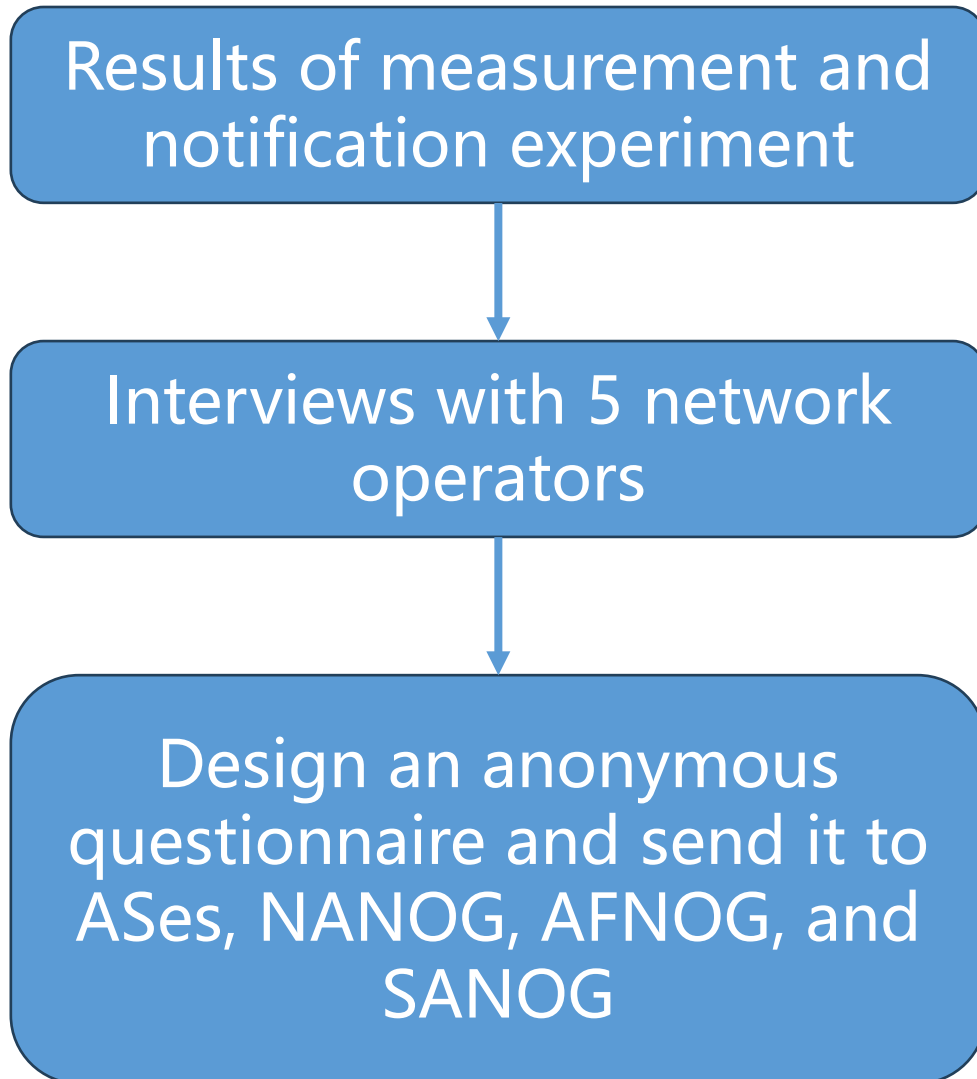 Results of measurement and
notification experiment
Interviews with 5 network
operators
Design an anonymous
questionnaire and send it to
ASes, NANOG, AFNOG, and
SANOG